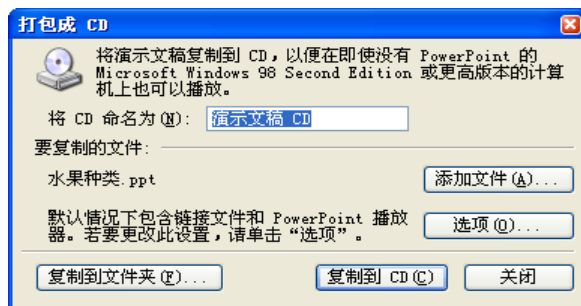 打包成 CD
将演示文稿复制到 CD，以便在即使没有 PowerPoint 的
Microsoft Windows 98 Second Edition 或更高版本的计算
机上也可以播放。
将 CD 命名为(N): 演示文稿 CD
要复制的文件:
水果种类.ppt 添加文件(A)...
默认情况下包含链接文件和 PowerPoint 播放
器。若要更改此设置，请单击“选项”。 选项(O)...
复制到文件夹(F)... 复制到 CD(C) 关闭